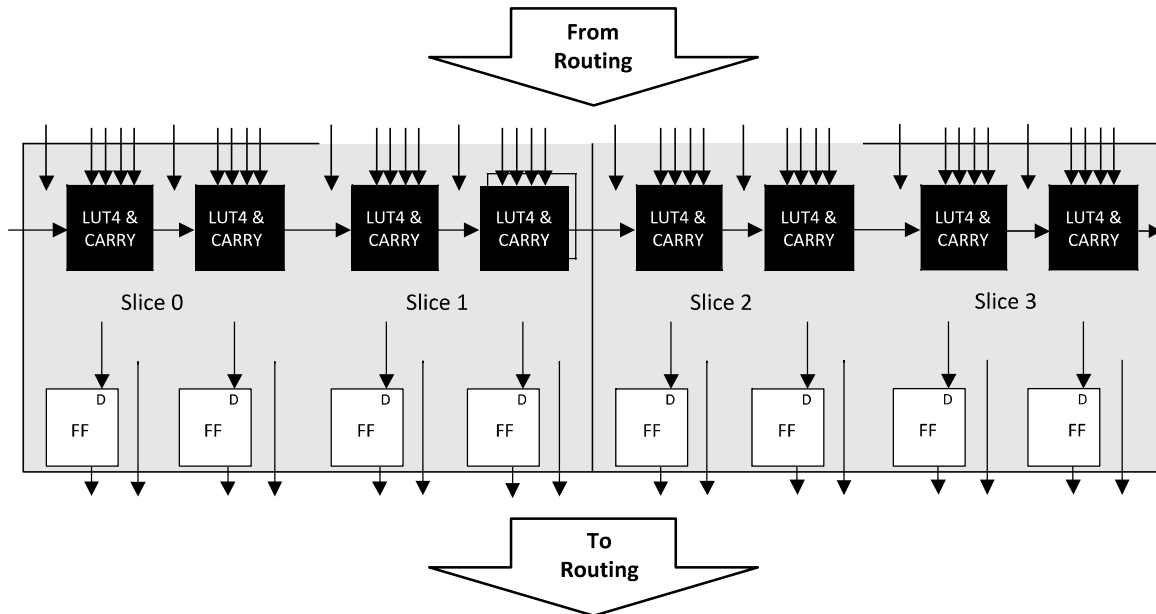 From
Routing
LUT4 &
CARRY
LUT4 &
CARRY
LUT4 &
CARRY
LUT4 &
CARRY
LUT4 &
CARRY
LUT4 &
CARRY
LUT4 &
CARRY
LUT4 &
CARRY
Slice 0
Slice 1
Slice 2
Slice 3
D
FF
D
FF
D
FF
D
FF
D
FF
D
FF
D
FF
D
FF
To
Routing